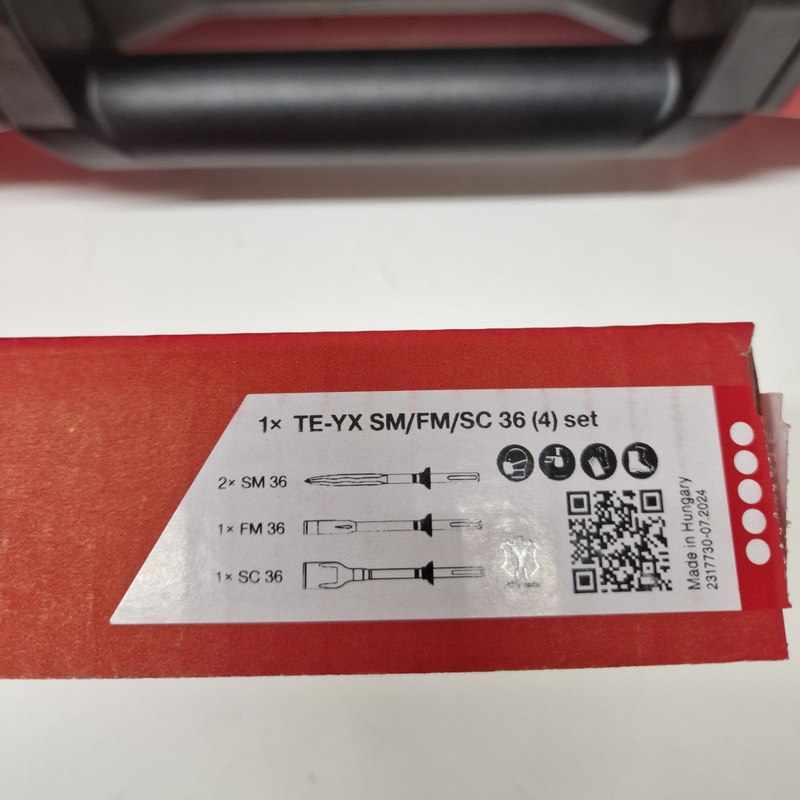 1× TE-YX SM/FM/SC 36 (4) set
2× SM 36
1× FM 36
1× SC 36
Made in Hungary
2317730-07.2024